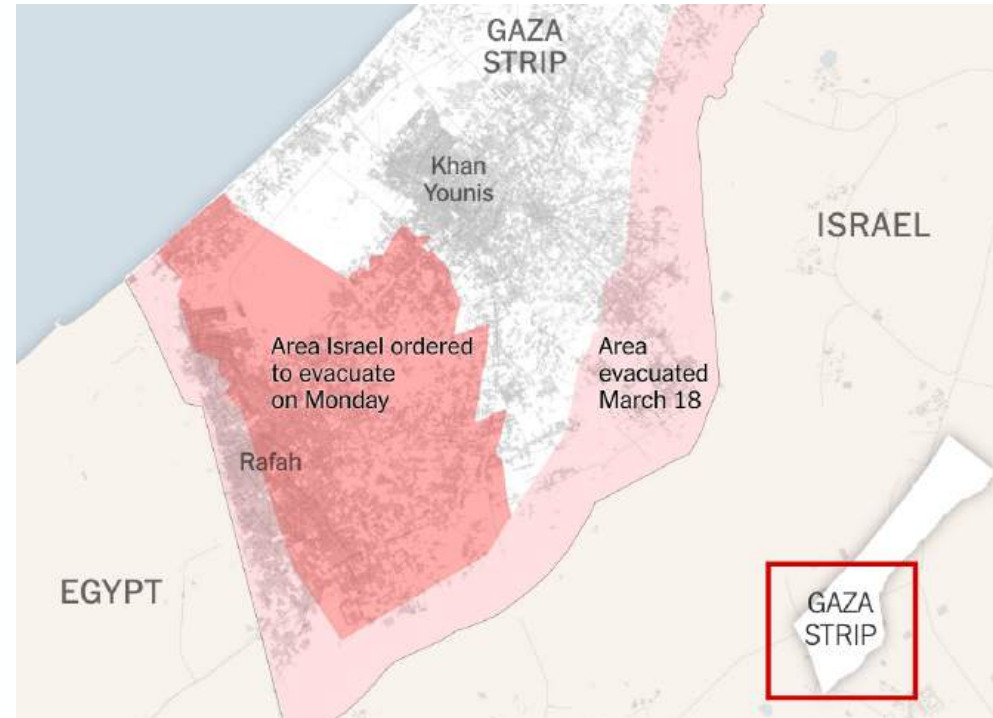 GAZA
STRIP
Khan
Younis
ISRAEL
Area Israel ordered
to evacuate
on Monday
Area
evacuated
March 18
Rafah
EGYPT
GAZA
STRIP